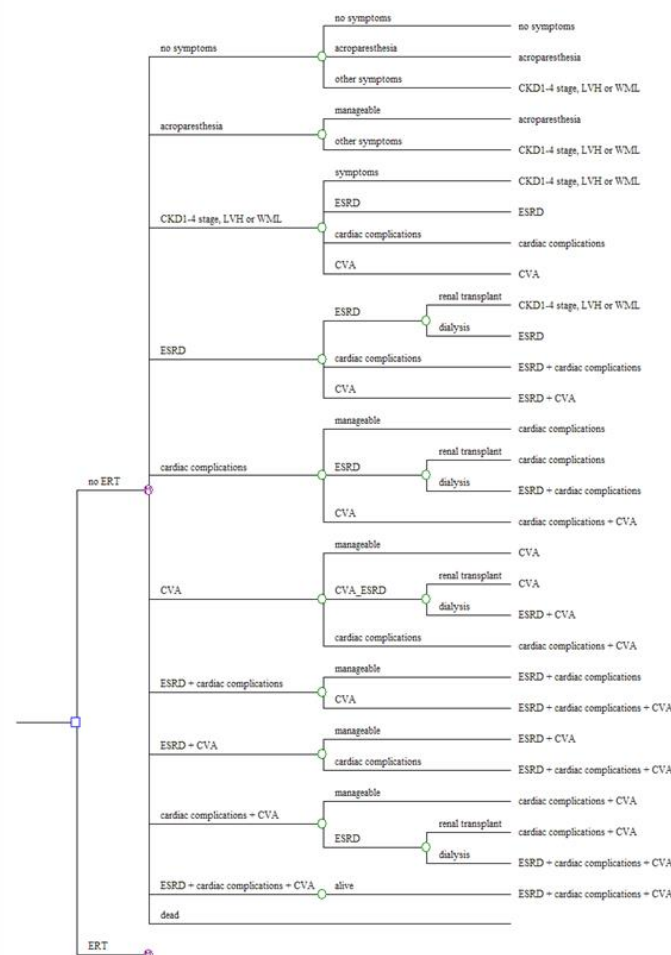 no symptoms
no symptoms
no symptoms
acroparesthesia
acroparesthesia
other symptoms
CKD1-4 stage, LVH or WML
acroparesthesia
manageable
acroparesthesia
other symptoms
CKD1-4 stage, LVH or WML
CKD1-4 stage, LVH or WML
symptoms
CKD1-4 stage, LVH or WML
ESRD
ESRD
cardiac complications
cardiac complications
CVA
CVA
ESRD
ESRD
renal transplant
CKD1-4 stage, LVH or WML
dialysis
ESRD
cardiac complications
ESRD + cardiac complications
CVA
ESRD + CVA
no ERT
cardiac complications
manageable
cardiac complications
ESRD
renal transplant
cardiac complications
dialysis
ESRD + cardiac complications
CVA
cardiac complications + CVA
CVA
manageable
CVA
CVA_ESRD
renal transplant
CVA
dialysis
ESRD + CVA
cardiac complications
cardiac complications + CVA
ESRD + cardiac complications
manageable
ESRD + cardiac complications
CVA
ESRD + cardiac complications + CVA
ESRD + CVA
manageable
ESRD + CVA
cardiac complications
ESRD + cardiac complications + CVA
cardiac complications + CVA
manageable
cardiac complications + CVA
ESRD
renal transplant
cardiac complications + CVA
dialysis
ESRD + cardiac complications + CVA
ESRD + cardiac complications + CVA
alive
ESRD + cardiac complications + CVA
dead
ERT